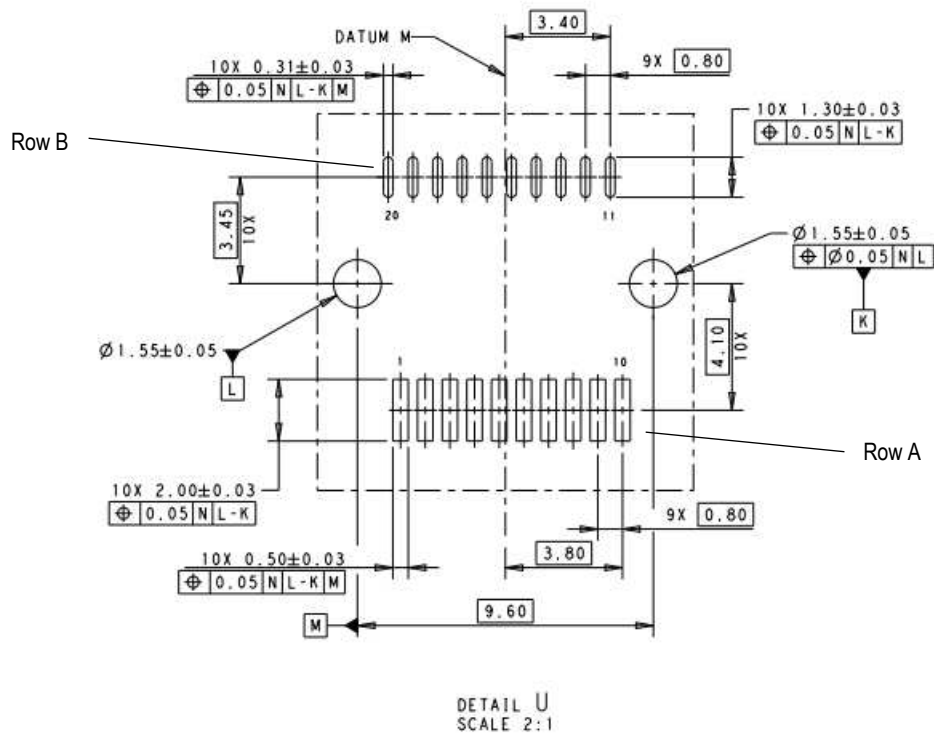 3.40
DATUM M
10X 0.31±0.03
⌖ 0.05 N L-K M
9X 0.80
10X 1.30±0.03
⌖ 0.05 N L-K
Row B
20
11
3.45
10X
Ø1.55±0.05
⌖ Ø0.05 N L
K
Ø1.55±0.05
L
4.10
10X
1
10
Row A
10X 2.00±0.03
⌖ 0.05 N L-K
9X 0.80
10X 0.50±0.03
⌖ 0.05 N L-K M
3.80
9.60
M
DETAIL U
SCALE 2:1